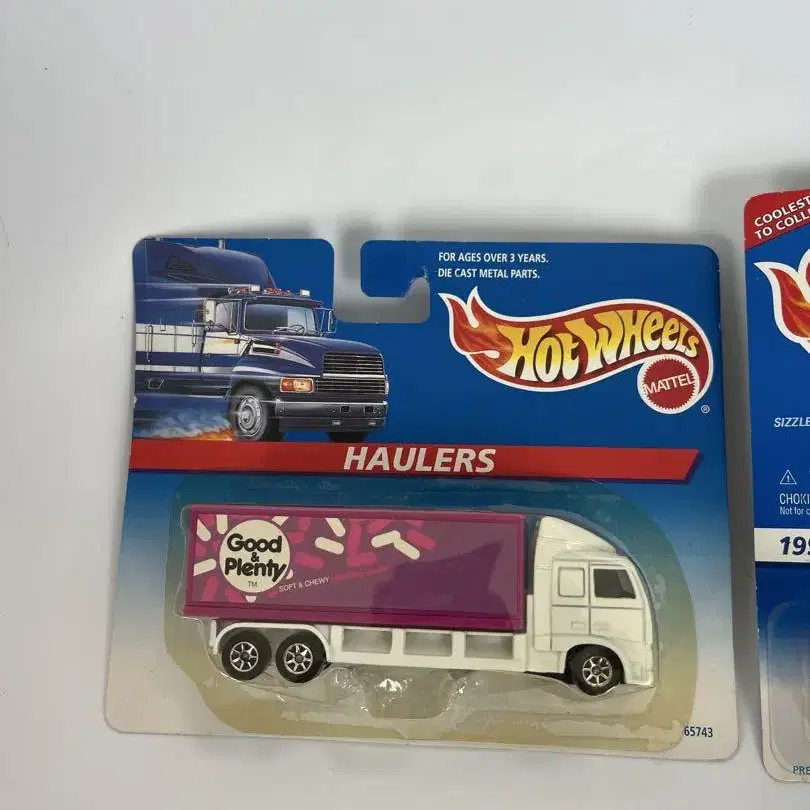 FOR AGES OVER 3 YEARS.
DIE CAST METAL PARTS.
HOT WHEELS
MATTEL
®
HAULERS
Good
&
Plenty
TM
SOFT & CHEWY
65743
COOLEST
TO COLL
SIZZLE
CHOKI
Not for c
199
PRE